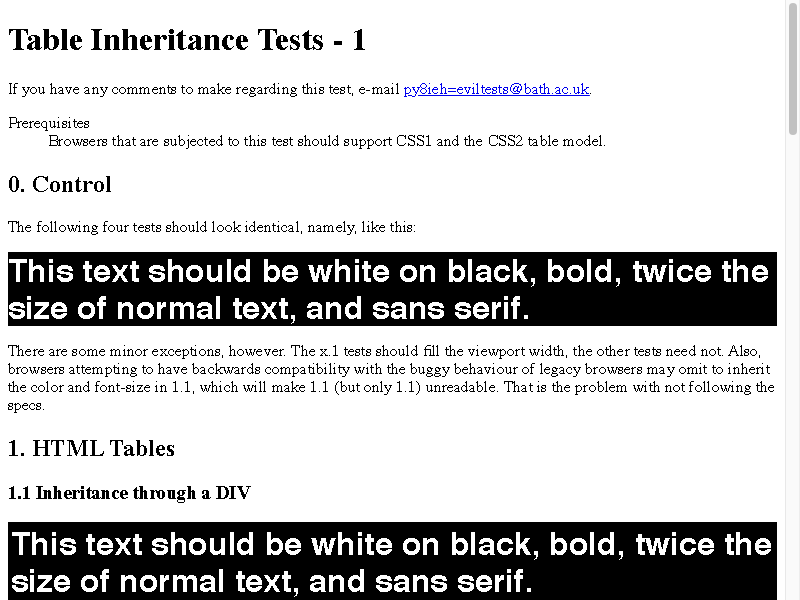 Table Inheritance Tests - 1
If you have any comments to make regarding this test, e-mail py8ieh=eviltests@bath.ac.uk.
Prerequisites
Browsers that are subjected to this test should support CSS1 and the CSS2 table model.
0. Control
The following four tests should look identical, namely, like this:
This text should be white on black, bold, twice the
size of normal text, and sans serif.
There are some minor exceptions, however. The x.1 tests should fill the viewport width, the other tests need not. Also,
browsers attempting to have backwards compatibility with the buggy behaviour of legacy browsers may omit to inherit
the color and font-size in 1.1, which will make 1.1 (but only 1.1) unreadable. That is the problem with not following the
specs.
1. HTML Tables
1.1 Inheritance through a DIV
This text should be white on black, bold, twice the
size of normal text, and sans serif.